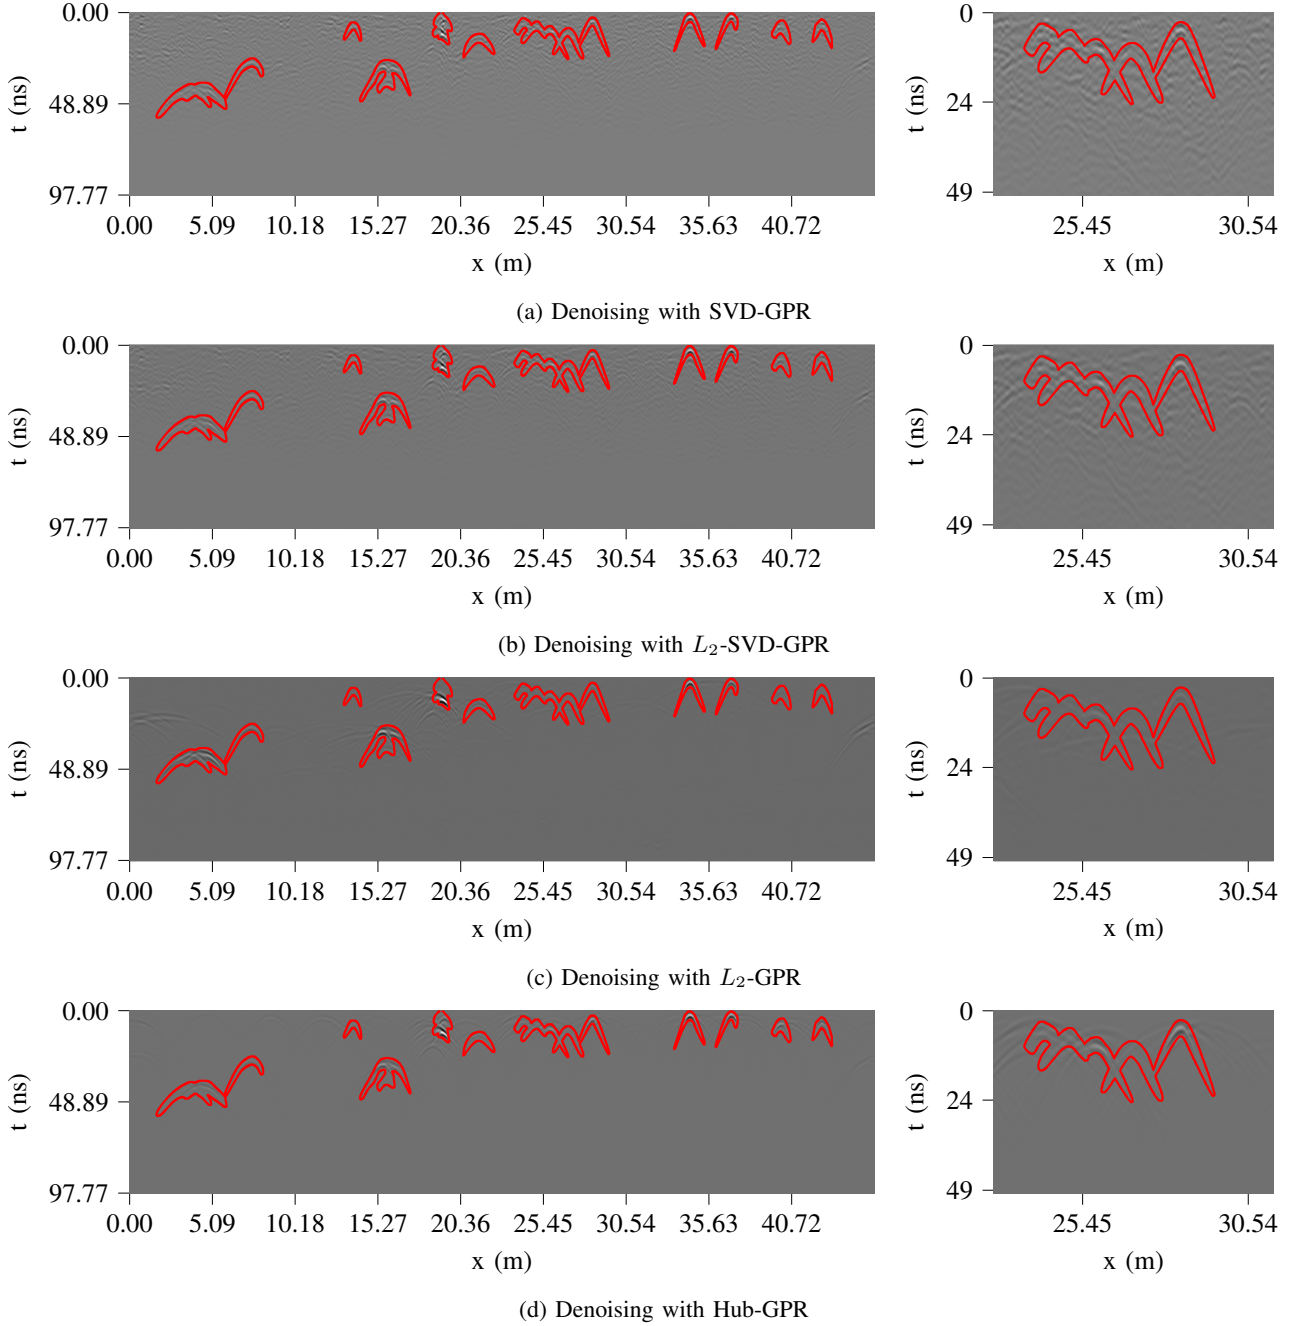 0.00
48.89
97.77
t (ns)
0.00 5.09 10.18 15.27 20.36 25.45 30.54 35.63 40.72
x (m)
0
24
49
t (ns)
25.45 30.54
x (m)
(a) Denoising with SVD-GPR
0.00
48.89
97.77
t (ns)
0.00 5.09 10.18 15.27 20.36 25.45 30.54 35.63 40.72
x (m)
0
24
49
t (ns)
25.45 30.54
x (m)
(b) Denoising with L₂-SVD-GPR
0.00
48.89
97.77
t (ns)
0.00 5.09 10.18 15.27 20.36 25.45 30.54 35.63 40.72
x (m)
0
24
49
t (ns)
25.45 30.54
x (m)
(c) Denoising with L₂-GPR
0.00
48.89
97.77
t (ns)
0.00 5.09 10.18 15.27 20.36 25.45 30.54 35.63 40.72
x (m)
0
24
49
t (ns)
25.45 30.54
x (m)
(d) Denoising with Hub-GPR